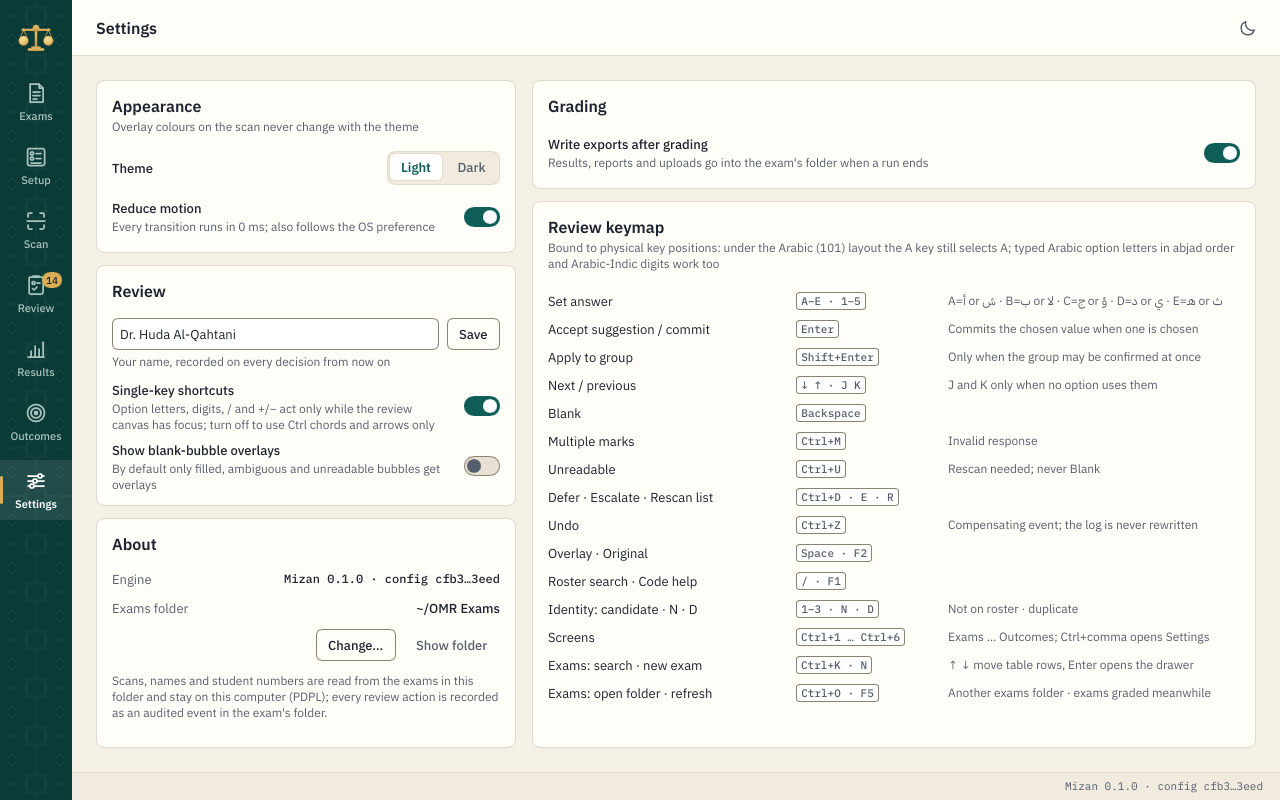 Settings
Exams
Setup
Scan
14
Review
Results
Outcomes
Settings
Appearance
Overlay colours on the scan never change with the theme
Theme
Light
Dark
Reduce motion
Every transition runs in 0 ms; also follows the OS preference
Review
Dr. Huda Al-Qahtani
Save
Your name, recorded on every decision from now on
Single-key shortcuts
Option letters, digits, / and +/− act only while the review
canvas has focus; turn off to use Ctrl chords and arrows only
Show blank-bubble overlays
By default only filled, ambiguous and unreadable bubbles get
overlays
About
Engine
Mizan 0.1.0 · config cfb3…3eed
Exams folder
~/OMR Exams
Change…
Show folder
Scans, names and student numbers are read from the exams in this
folder and stay on this computer (PDPL); every review action is recorded
as an audited event in the exam's folder.
Grading
Write exports after grading
Results, reports and uploads go into the exam's folder when a run ends
Review keymap
Bound to physical key positions: under the Arabic (101) layout the A key still selects A; typed Arabic option letters in abjad order
and Arabic-Indic digits work too
Set answer A–E · 1–5 A=أ or ش · B=ب or لا · C=ج or ؤ · D=د or ي · E=ه or ث
Accept suggestion / commit Enter Commits the chosen value when one is chosen
Apply to group Shift+Enter Only when the group may be confirmed at once
Next / previous ↓ ↑ · J K J and K only when no option uses them
Blank Backspace
Multiple marks Ctrl+M Invalid response
Unreadable Ctrl+U Rescan needed; never Blank
Defer · Escalate · Rescan list Ctrl+D · E · R
Undo Ctrl+Z Compensating event; the log is never rewritten
Overlay · Original Space · F2
Roster search · Code help / · F1
Identity: candidate · N · D 1–3 · N · D Not on roster · duplicate
Screens Ctrl+1 … Ctrl+6 Exams … Outcomes; Ctrl+comma opens Settings
Exams: search · new exam Ctrl+K · N ↑ ↓ move table rows, Enter opens the drawer
Exams: open folder · refresh Ctrl+O · F5 Another exams folder · exams graded meanwhile
Mizan 0.1.0 · config cfb3…3eed